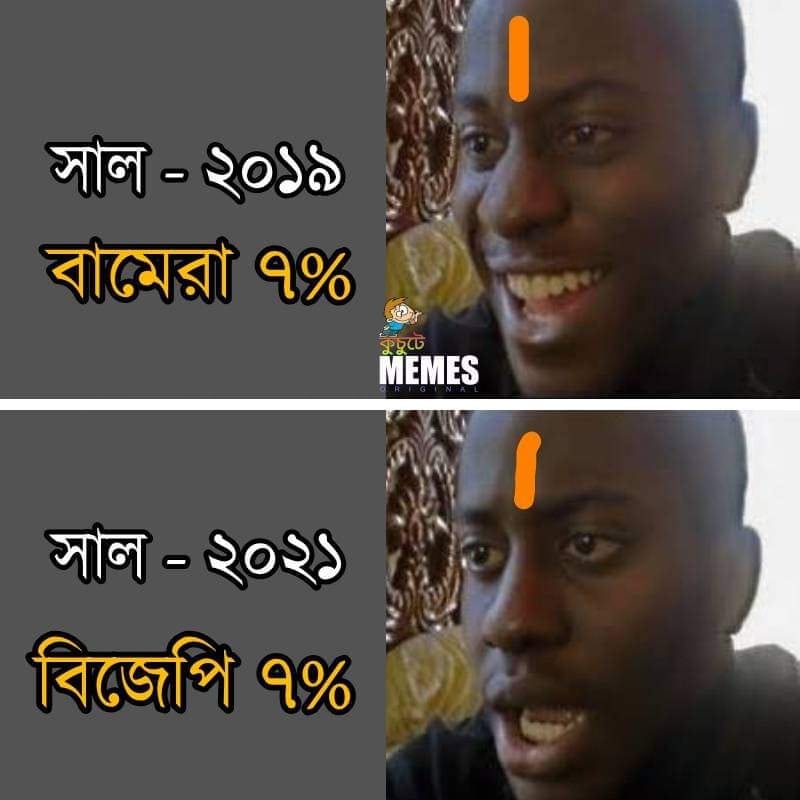 সাল - ২০১৯
বামেরা ৭%
কুচুটে
MEMES
ORIGINAL
সাল - ২০২১
বিজেপি ৭%